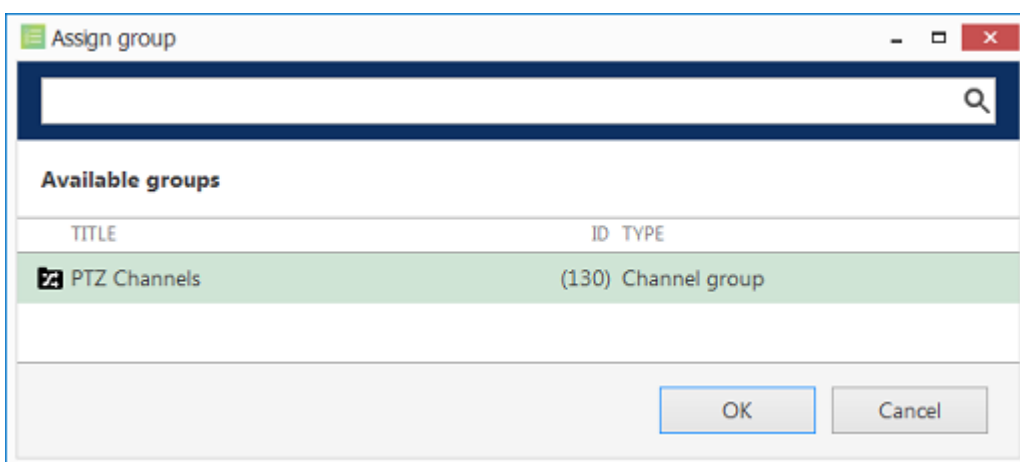 Assign group
Available groups
TITLE ID TYPE
PTZ Channels (130) Channel group
OK Cancel